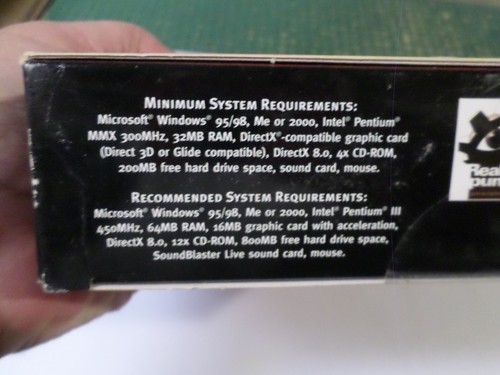 Minimum System Requirements:
Microsoft® Windows® 95/98, Me or 2000, Intel® Pentium®
MMX 300MHz, 32MB RAM, DirectX®-compatible graphic card
(Direct 3D or Glide compatible), DirectX 8.0, 4x CD-ROM,
200MB free hard drive space, sound card, mouse.
Recommended System Requirements:
Microsoft® Windows® 95/98, Me or 2000, Intel® Pentium® III
450MHz, 64MB RAM, 16MB graphic card with acceleration,
DirectX 8.0, 12x CD-ROM, 800MB free hard drive space,
SoundBlaster Live sound card, mouse.